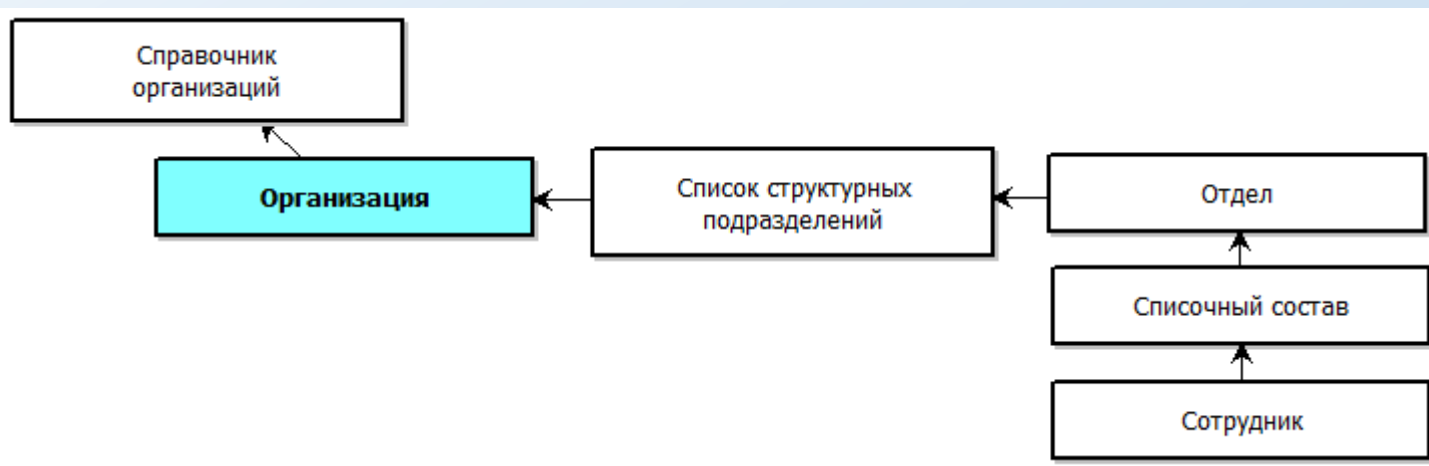 Справочник
организаций
Организация
Список структурных
подразделений
Отдел
Списочный состав
Сотрудник